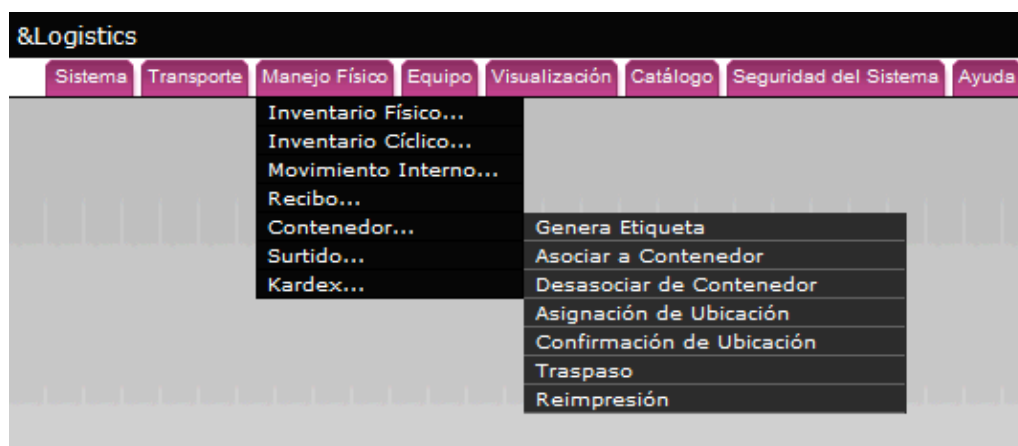 &Logistics
Sistema Transporte Manejo Físico Equipo Visualización Catálogo Seguridad del Sistema Ayuda
Inventario Físico...
Inventario Cíclico...
Movimiento Interno...
Recibo...
Contenedor... Genera Etiqueta
Surtido... Asociar a Contenedor
Kardex... Desasociar de Contenedor
Asignación de Ubicación
Confirmación de Ubicación
Traspaso
Reimpresión